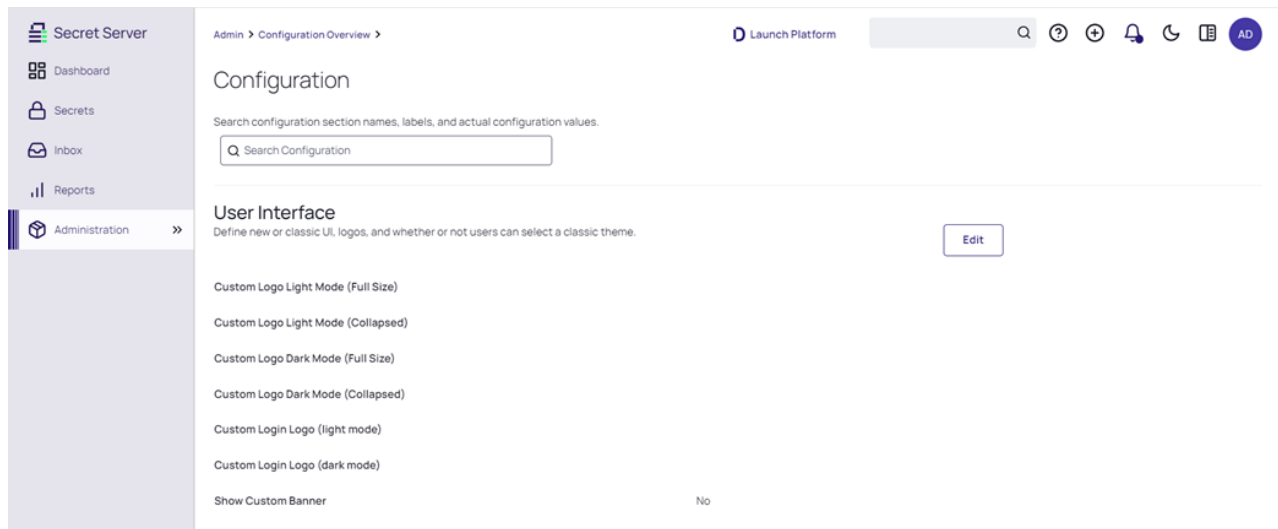 Secret Server
Dashboard
Secrets
Inbox
Reports
Administration
Admin > Configuration Overview >
Launch Platform
AD
Configuration
Search configuration section names, labels, and actual configuration values.
Search Configuration
User Interface
Define new or classic UI, logos, and whether or not users can select a classic theme.
Edit
Custom Logo Light Mode (Full Size)
Custom Logo Light Mode (Collapsed)
Custom Logo Dark Mode (Full Size)
Custom Logo Dark Mode (Collapsed)
Custom Login Logo (light mode)
Custom Login Logo (dark mode)
Show Custom Banner No